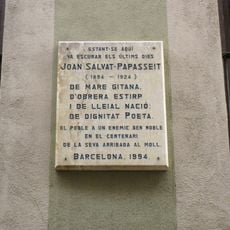 ESTANT-SE AQUÍ
VA ESCURAR ELS ÚLTIMS DIES
JOAN SALVAT-PAPASSEIT
(1894 - 1924)
DE MARE GITANA,
D'OBRERA ESTIRP
I DE LLEIAL NACIÓ:
DE DIGNITAT POETA.
EL POBLE A UN ENEMIC BEN NOBLE
EN EL CENTENARI
DE LA SEVA ARRIBADA AL MOLL.
BARCELONA, 1994